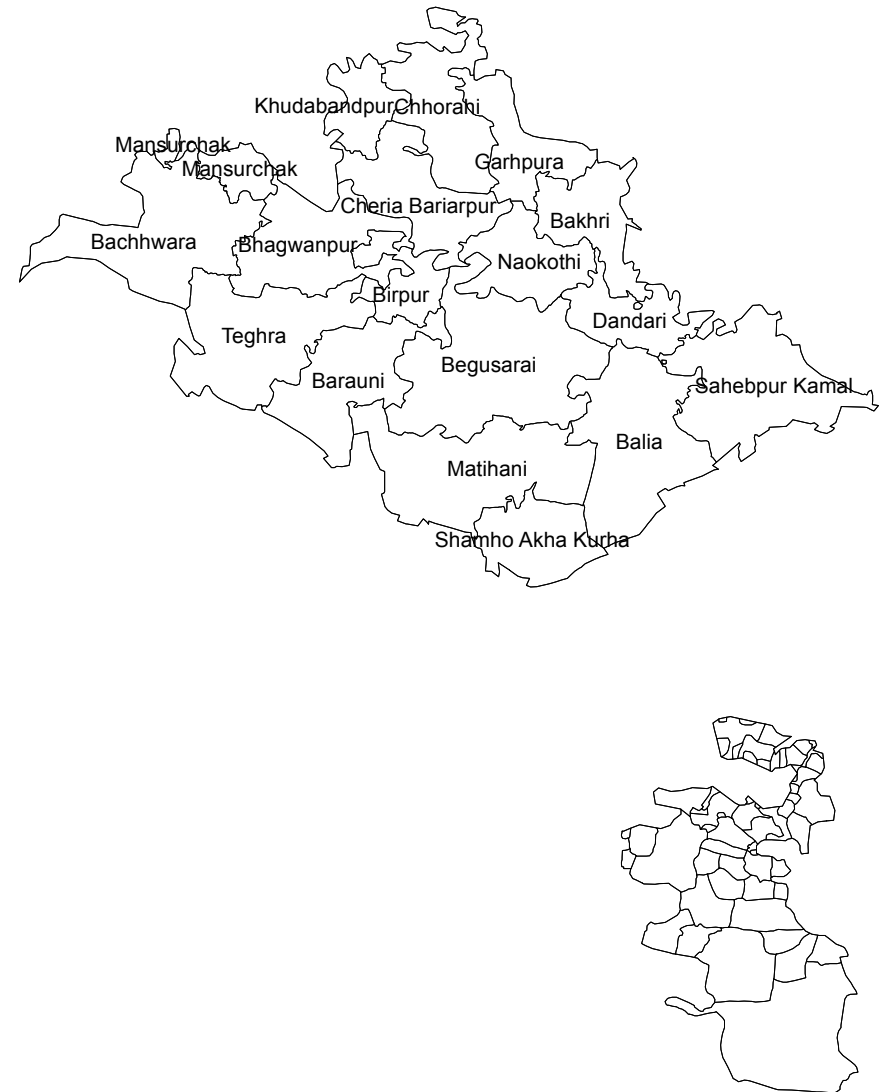 Khudabandpur
Chhorahi
Mansurchak
Mansurchak
Garhpura
Cheria Bariarpur
Bakhri
Bachhwara
Bhagwanpur
Naokothi
Birpur
Dandari
Teghra
Begusarai
Barauni
Sahebpur Kamal
Balia
Matihani
Shamho Akha Kurha